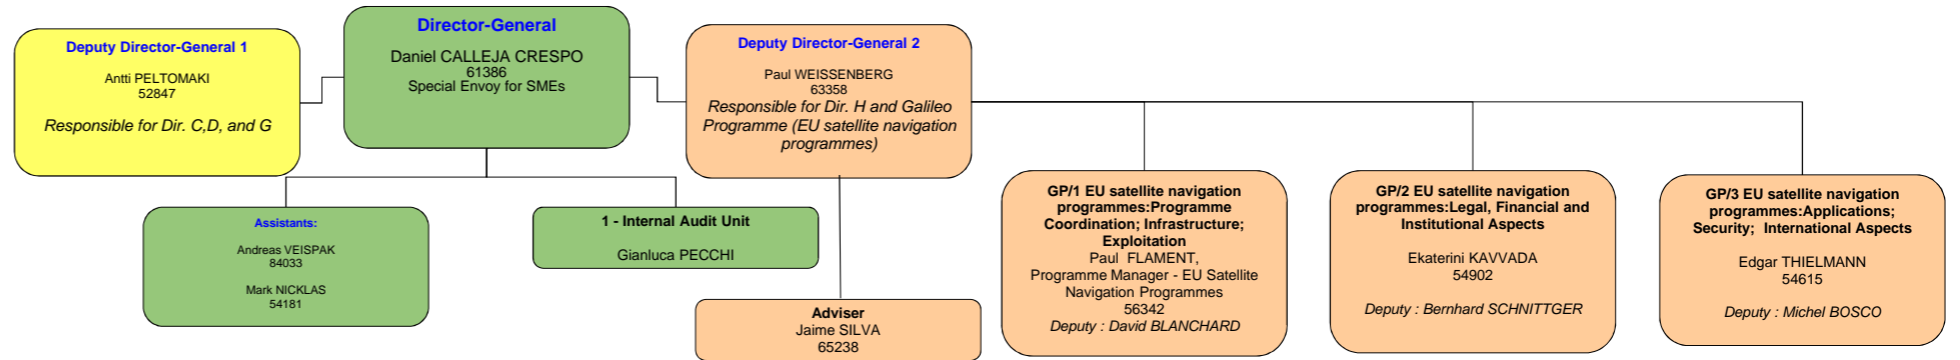 Deputy Director-General 1
Antti PELTOMAKI
52847
Responsible for Dir. C,D, and G
Director-General
Daniel CALLEJA CRESPO
61386
Special Envoy for SMEs
Deputy Director-General 2
Paul WEISSENBERG
63358
Responsible for Dir. H and Galileo
Programme (EU satellite navigation
programmes)
Assistants:
Andreas VEISPAK
84033
Mark NICKLAS
54181
1 - Internal Audit Unit
Gianluca PECCHI
Adviser
Jaime SILVA
65238
GP/1 EU satellite navigation
programmes:Programme
Coordination; Infrastructure;
Exploitation
Paul FLAMENT,
Programme Manager - EU Satellite
Navigation Programmes
56342
Deputy : David BLANCHARD
GP/2 EU satellite navigation
programmes:Legal, Financial and
Institutional Aspects
Ekaterini KAVVADA
54902
Deputy : Bernhard SCHNITTGER
GP/3 EU satellite navigation
programmes:Applications;
Security; International Aspects
Edgar THIELMANN
54615
Deputy : Michel BOSCO